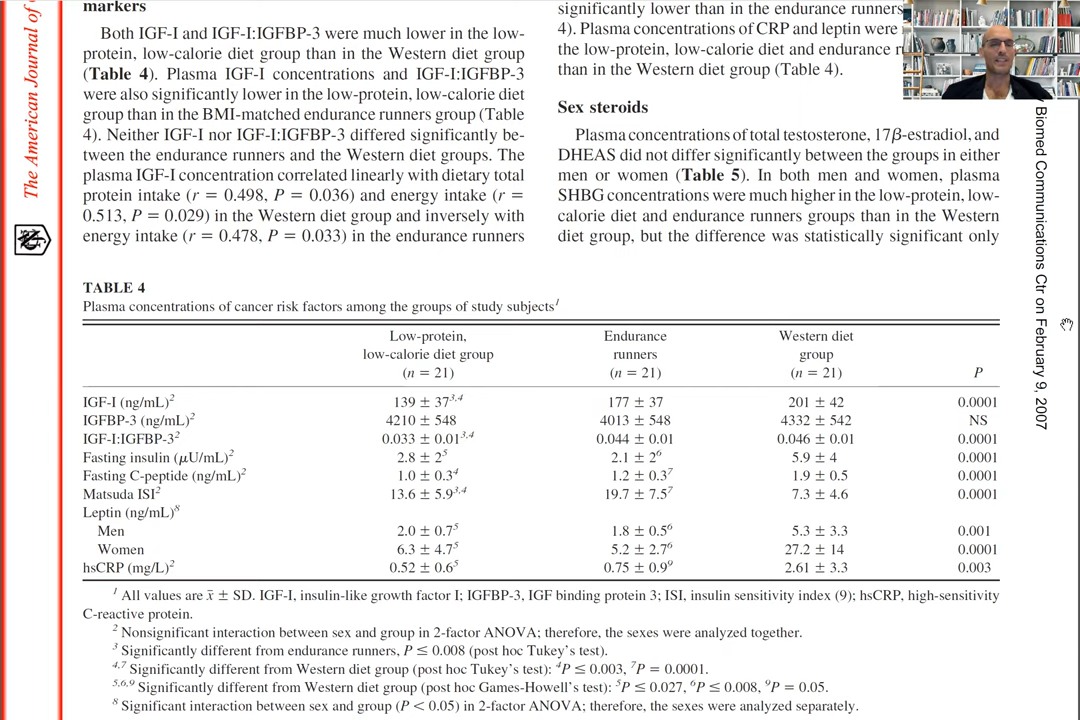 The American Journal of
markers
Both IGF-I and IGF-I:IGFBP-3 were much lower in the low-
protein, low-calorie diet group than in the Western diet group
(Table 4). Plasma IGF-I concentrations and IGF-I:IGFBP-3
were also significantly lower in the low-protein, low-calorie diet
group than in the BMI-matched endurance runners group (Table
4). Neither IGF-I nor IGF-I:IGFBP-3 differed significantly be-
tween the endurance runners and the Western diet groups. The
plasma IGF-I concentration correlated linearly with dietary total
protein intake (r = 0.498, P = 0.036) and energy intake (r =
0.513, P = 0.029) in the Western diet group and inversely with
energy intake (r = 0.478, P = 0.033) in the endurance runners
significantly lower than in the endurance runners
4). Plasma concentrations of CRP and leptin were
the low-protein, low-calorie diet and endurance r
than in the Western diet group (Table 4).
Sex steroids
Plasma concentrations of total testosterone, 17β-estradiol, and
DHEAS did not differ significantly between the groups in either
men or women (Table 5). In both men and women, plasma
SHBG concentrations were much higher in the low-protein, low-
calorie diet and endurance runners groups than in the Western
diet group, but the difference was statistically significant only
Biomed Communications Ctr on February 9, 2007
TABLE 4
Plasma concentrations of cancer risk factors among the groups of study subjects¹
Low-protein, low-calorie diet group (n = 21) Endurance runners (n = 21) Western diet group (n = 21) P
IGF-I (ng/mL)² 139 ± 37³,⁴ 177 ± 37 201 ± 42 0.0001
IGFBP-3 (ng/mL)² 4210 ± 548 4013 ± 548 4332 ± 542 NS
IGF-I:IGFBP-3² 0.033 ± 0.01³,⁴ 0.044 ± 0.01 0.046 ± 0.01 0.0001
Fasting insulin (μU/mL)² 2.8 ± 2⁵ 2.1 ± 2⁶ 5.9 ± 4 0.0001
Fasting C-peptide (ng/mL)² 1.0 ± 0.3⁴ 1.2 ± 0.3⁷ 1.9 ± 0.5 0.0001
Matsuda ISI² 13.6 ± 5.9³,⁴ 19.7 ± 7.5⁷ 7.3 ± 4.6 0.0001
Leptin (ng/mL)⁸
Men 2.0 ± 0.7⁵ 1.8 ± 0.5⁶ 5.3 ± 3.3 0.001
Women 6.3 ± 4.7⁵ 5.2 ± 2.7⁶ 27.2 ± 14 0.0001
hsCRP (mg/L)² 0.52 ± 0.6⁵ 0.75 ± 0.9⁹ 2.61 ± 3.3 0.003
¹ All values are x̄ ± SD. IGF-I, insulin-like growth factor I; IGFBP-3, IGF binding protein 3; ISI, insulin sensitivity index (9); hsCRP, high-sensitivity
C-reactive protein.
² Nonsignificant interaction between sex and group in 2-factor ANOVA; therefore, the sexes were analyzed together.
³ Significantly different from endurance runners, P ≤ 0.008 (post hoc Tukey's test).
⁴,⁷ Significantly different from Western diet group (post hoc Tukey's test): ⁴P ≤ 0.003, ⁷P = 0.0001.
⁵,⁶,⁹ Significantly different from Western diet group (post hoc Games-Howell's test): ⁵P ≤ 0.027, ⁶P ≤ 0.008, ⁹P = 0.05.
⁸ Significant interaction between sex and group (P < 0.05) in 2-factor ANOVA; therefore, the sexes were analyzed separately.